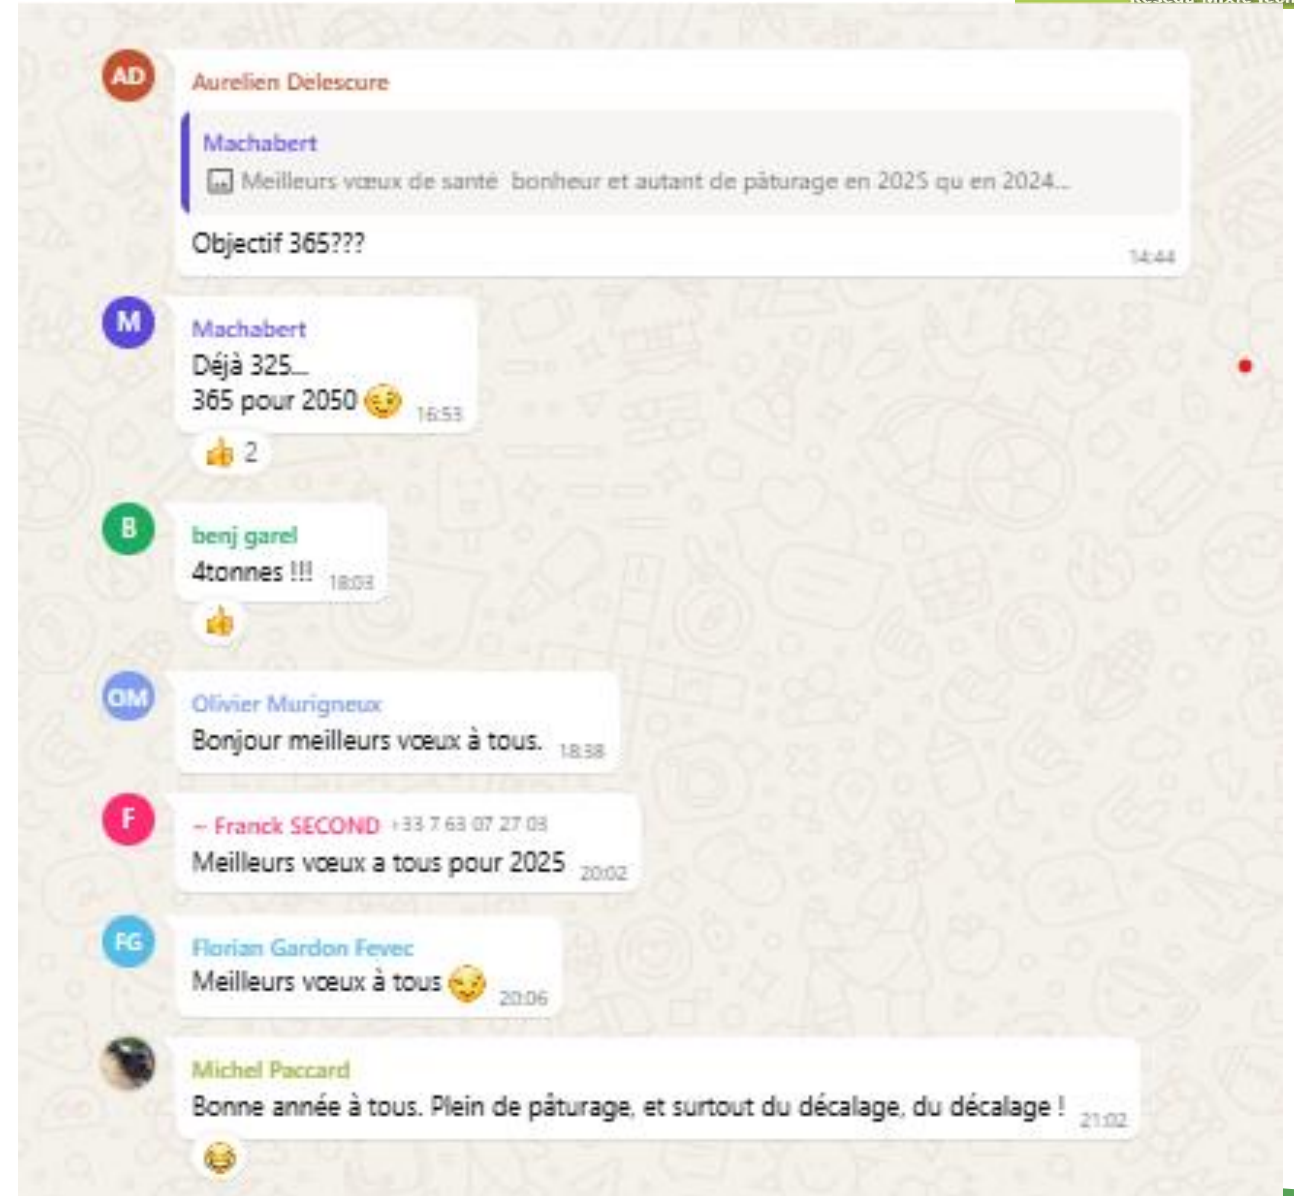 Aurelien Delescure
Machabert
Meilleurs vœux de santé bonheur et autant de pâturage en 2025 qu en 2024...
Objectif 365???
14:44
Machabert
Déjà 325...
365 pour 2050
16:53
2
benj garel
4tonnes !!!
18:03
Olivier Murigneux
Bonjour meilleurs vœux à tous.
18:38
~ Franck SECOND +33 7 63 07 27 03
Meilleurs vœux a tous pour 2025
20:02
Florian Gardon Fevec
Meilleurs vœux à tous
20:06
Michel Paccard
Bonne année à tous. Plein de pâturage, et surtout du décalage, du décalage !
21:02
AD
M
B
OM
F
FG